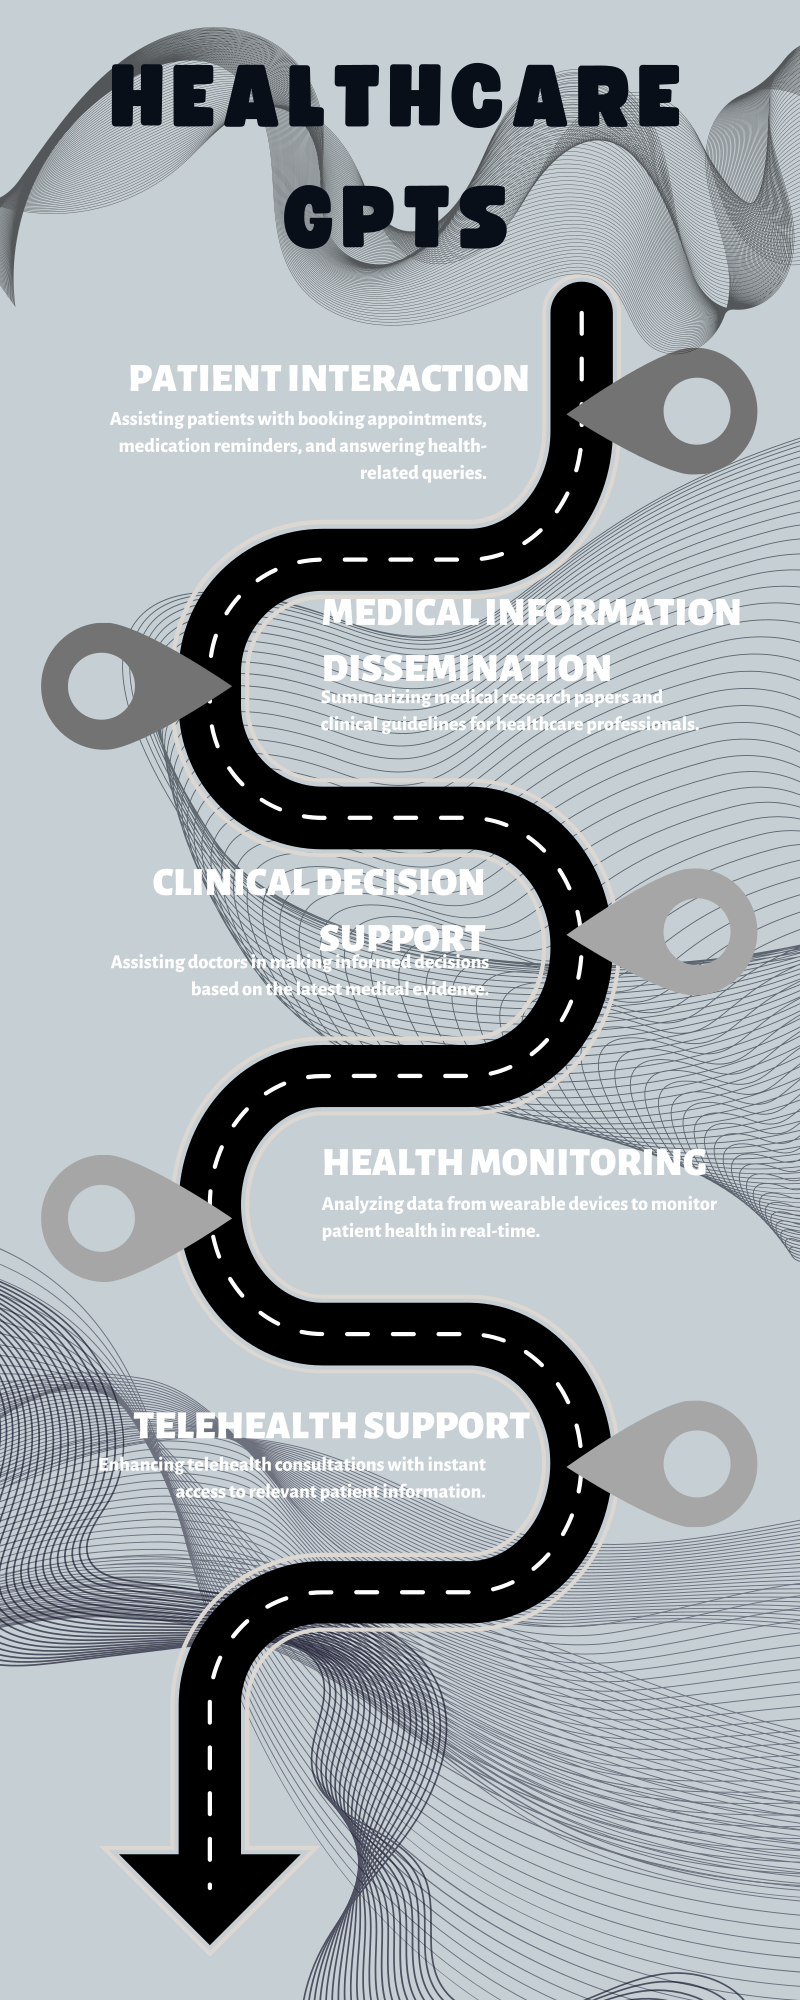 HEALTHCARE
GPTS
PATIENT INTERACTION
Assisting patients with booking appointments,
medication reminders, and answering health-
related queries.
MEDICAL INFORMATION
DISSEMINATION
Summarizing medical research papers and
clinical guidelines for healthcare professionals.
CLINICAL DECISION
SUPPORT
Assisting doctors in making informed decisions
based on the latest medical evidence.
HEALTH MONITORING
Analyzing data from wearable devices to monitor
patient health in real-time.
TELEHEALTH SUPPORT
Enhancing telehealth consultations with instant
access to relevant patient information.